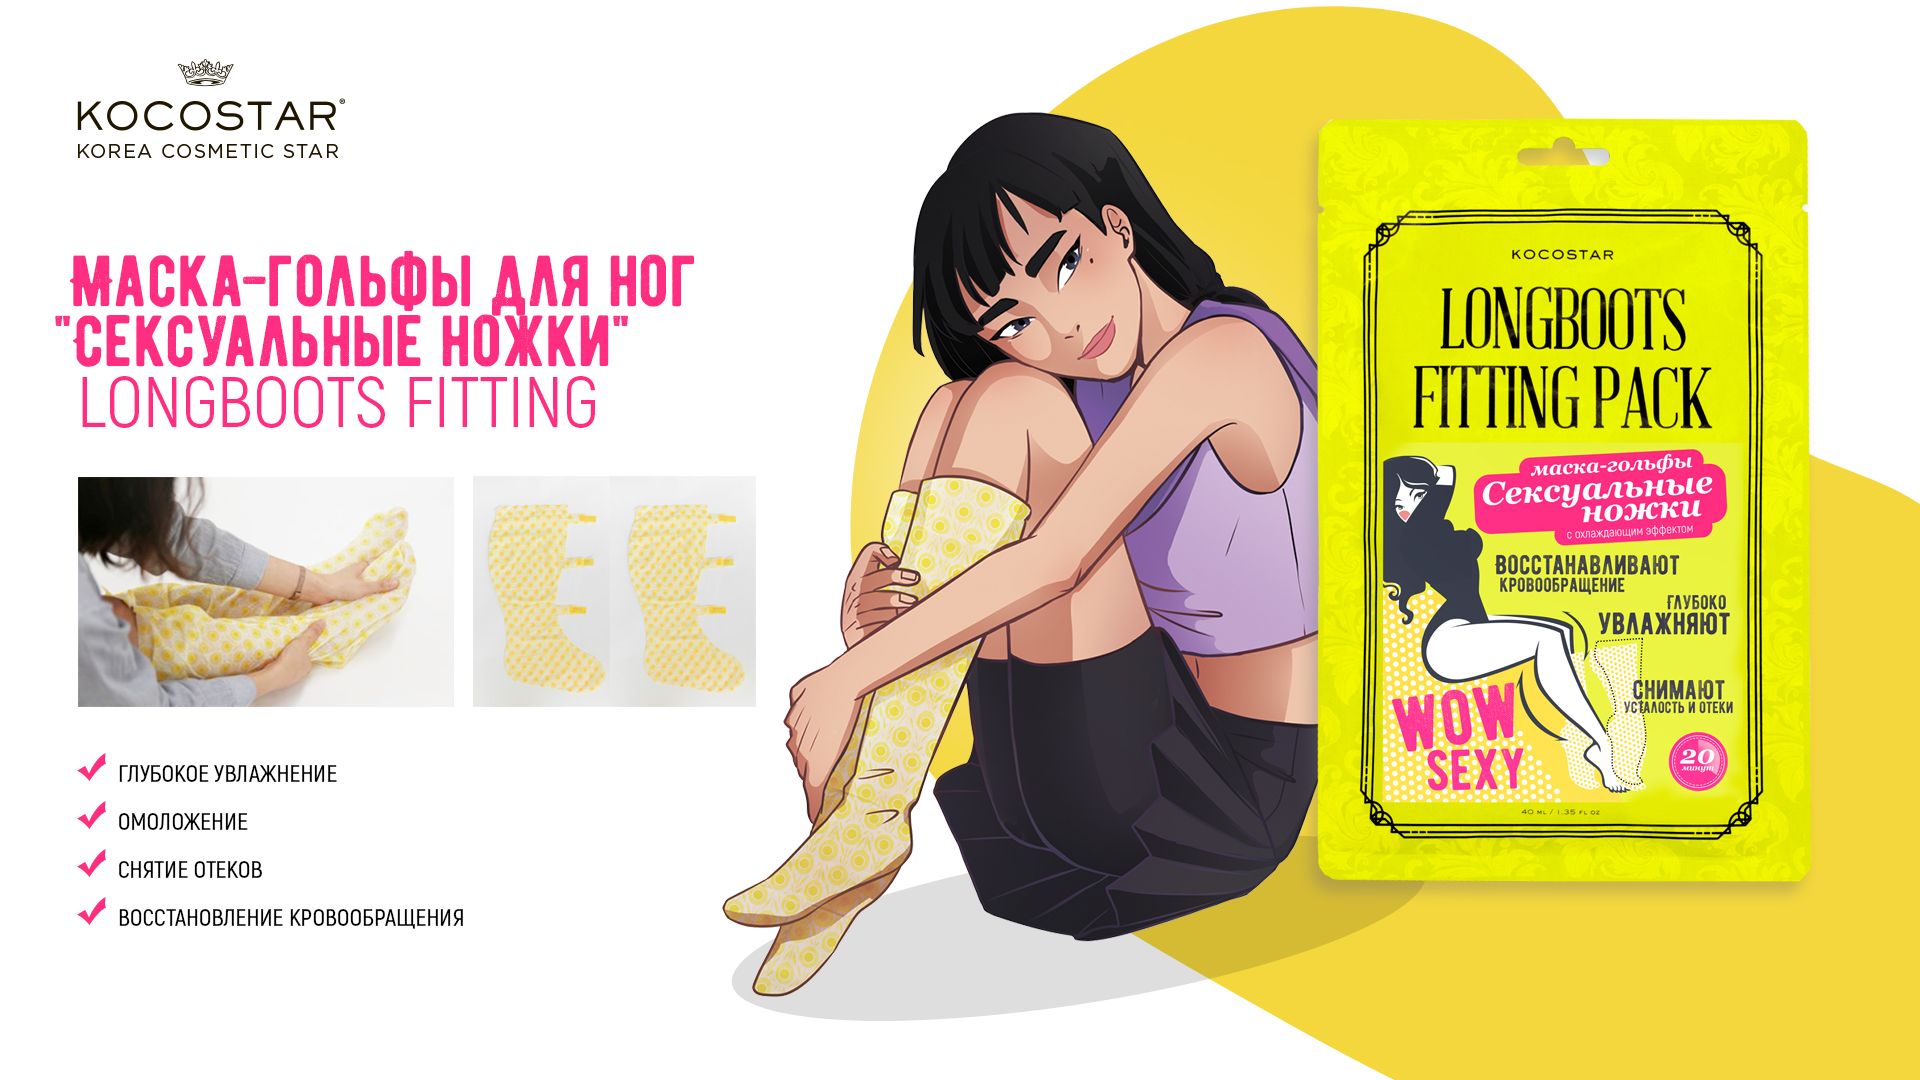 KOCOSTAR®
KOREA COSMETIC STAR
МАСКА-ГОЛЬФЫ ДЛЯ НОГ
"СЕКСУАЛЬНЫЕ НОЖКИ"
LONGBOOTS FITTING
ГЛУБОКОЕ УВЛАЖНЕНИЕ
ОМОЛОЖЕНИЕ
СНЯТИЕ ОТЕКОВ
ВОССТАНОВЛЕНИЕ КРОВООБРАЩЕНИЯ
KOCOSTAR
LONGBOOTS
FITTING PACK
маска-гольфы
Сексуальные
ножки
с охлаждающим эффектом
ВОССТАНАВЛИВАЮТ
КРОВООБРАЩЕНИЕ
ГЛУБОКО
УВЛАЖНЯЮТ
СНИМАЮТ
УСТАЛОСТЬ И ОТЕКИ
WOW
SEXY
20
минут
40 ML / 1.35 FL OZ